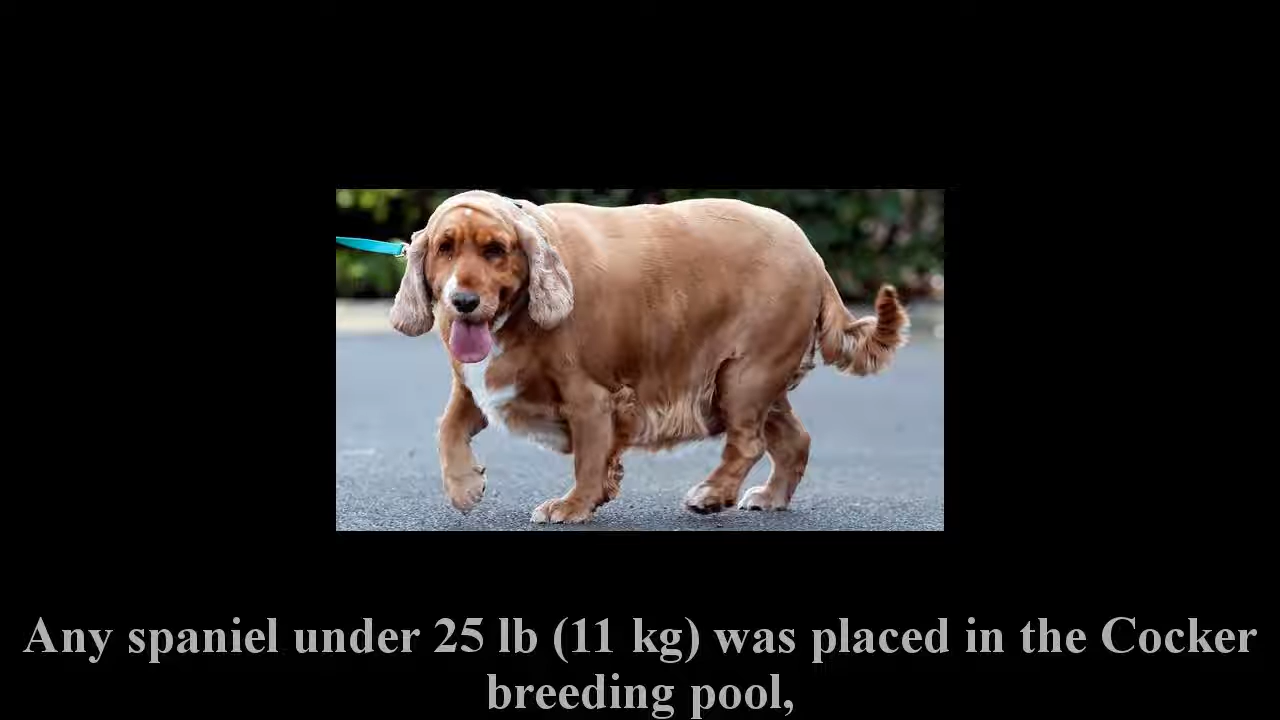 Any spaniel under 25 lb (11 kg) was placed in the Cocker
breeding pool,